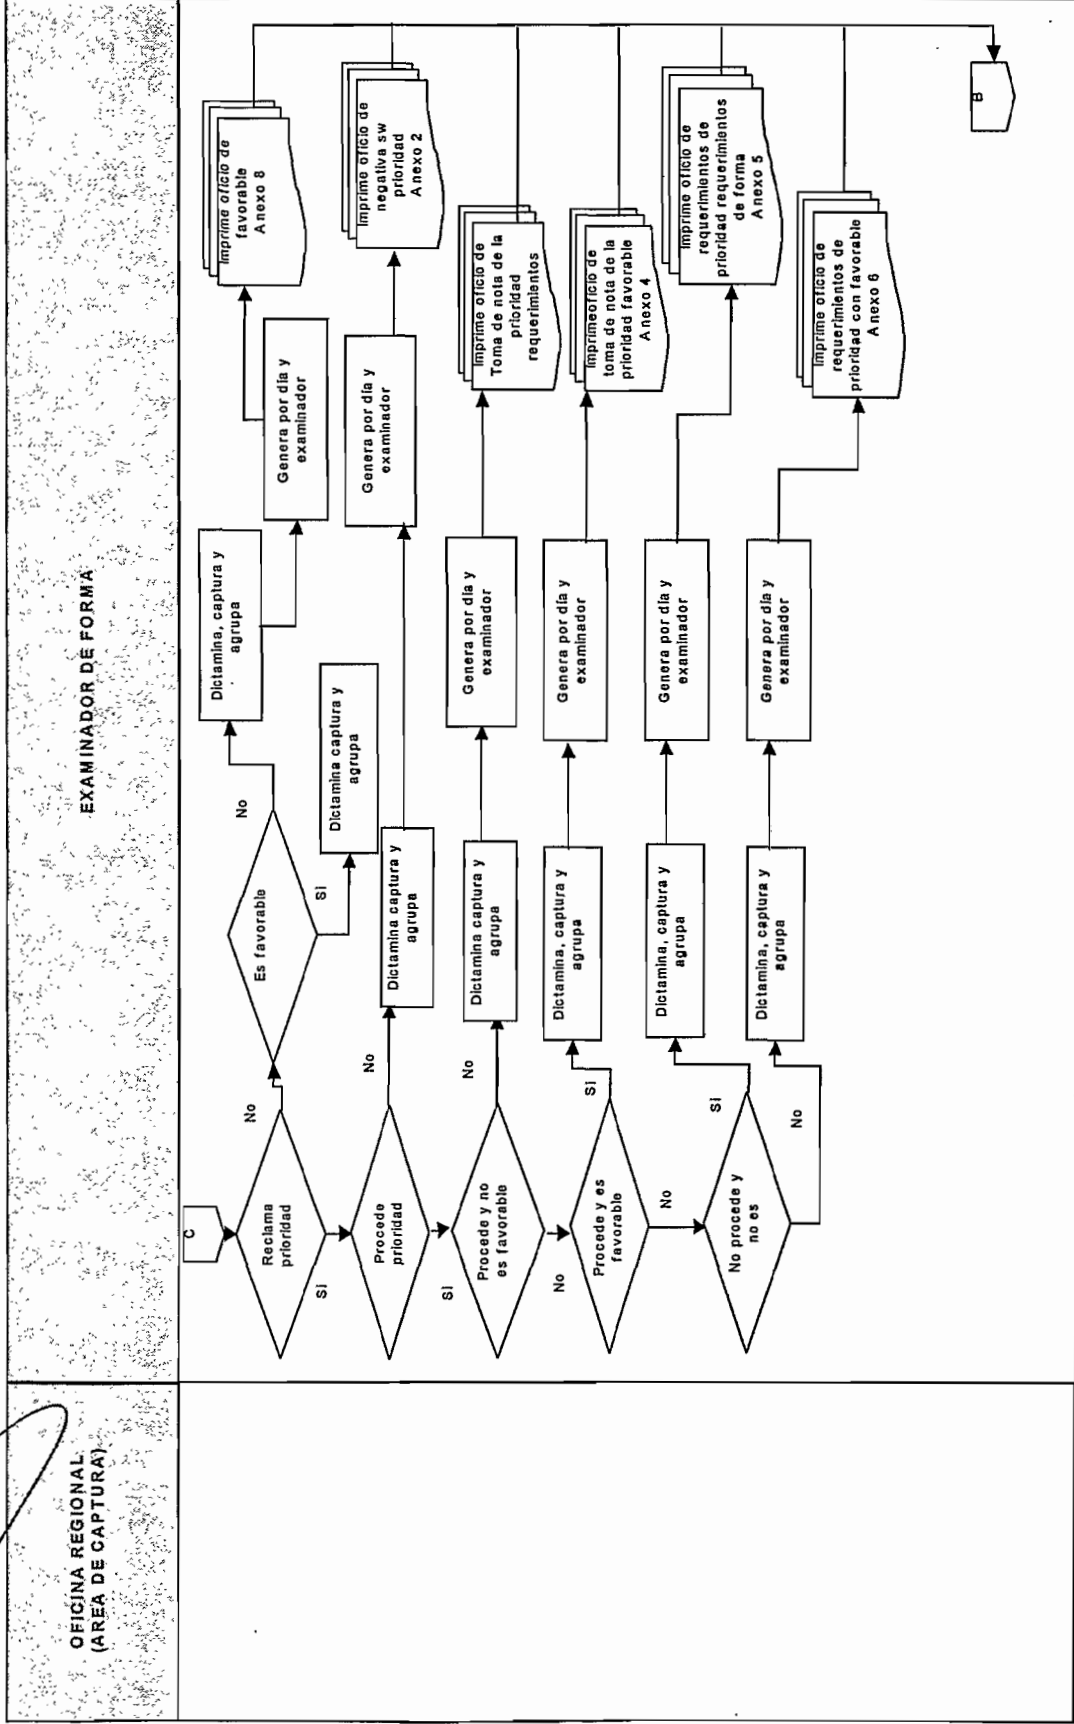 OFICINA REGIONAL
(AREA DE CAPTURA)
EXAMINADOR DE FORMA
C
Reclama
prioridad
No
Si
Es favorable
No
Si
Dictamina, captura y
agrupa
Genera por día y
examinador
Imprime oficio de
favorable
Anexo 8
Dictamina captura y
agrupa
Procede
prioridad
No
Si
Dictamina captura y
agrupa
Genera por día y
examinador
Imprime oficio de
negativa sw
prioridad
Anexo 2
Procede y no
es favorable
No
No
Dictamina captura y
agrupa
Genera por día y
examinador
Imprime oficio de
Toma de nota de la
prioridad
requerimientos
Procede y es
favorable
Si
No
Dictamina, captura y
agrupa
Genera por día y
examinador
Imprimeoficio de
toma de nota de la
prioridad favorable
Anexo 4
No procede y
no es
Si
No
Dictamina, captura y
agrupa
Genera por día y
examinador
Imprime oficio de
requerimientos de
prioridad requerimientos
de forma
Anexo 5
Dictamina, captura y
agrupa
Genera por día y
examinador
Imprime oficio de
requerimientos de
prioridad con favorable
Anexo 6
B